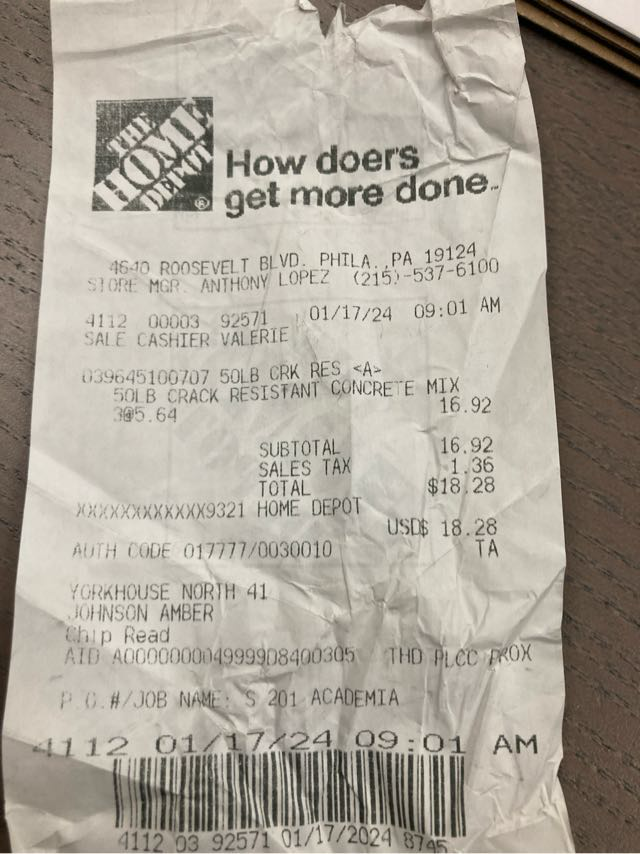 THE HOME DEPOT ®
How doers
get more done™
4640 ROOSEVELT BLVD. PHILA., PA 19124
STORE MGR. ANTHONY LOPEZ (215)-537-6100
4112 00003 92571 01/17/24 09:01 AM
SALE CASHIER VALERIE
039645100707 50LB CRK RES <A>
50LB CRACK RESISTANT CONCRETE MIX
3@5.64 16.92
SUBTOTAL 16.92
SALES TAX 1.36
TOTAL $18.28
XXXXXXXXXXXX9321 HOME DEPOT
USD$ 18.28
AUTH CODE 017777/0030010 TA
YORKHOUSE NORTH 41
JOHNSON AMBER
Chip Read
AID A0000000049999D8400305 THD PLCC PROX
P.O.#/JOB NAME: S 201 ACADEMIA
4112 01/17/24 09:01 AM
4112 03 92571 01/17/2024 8745